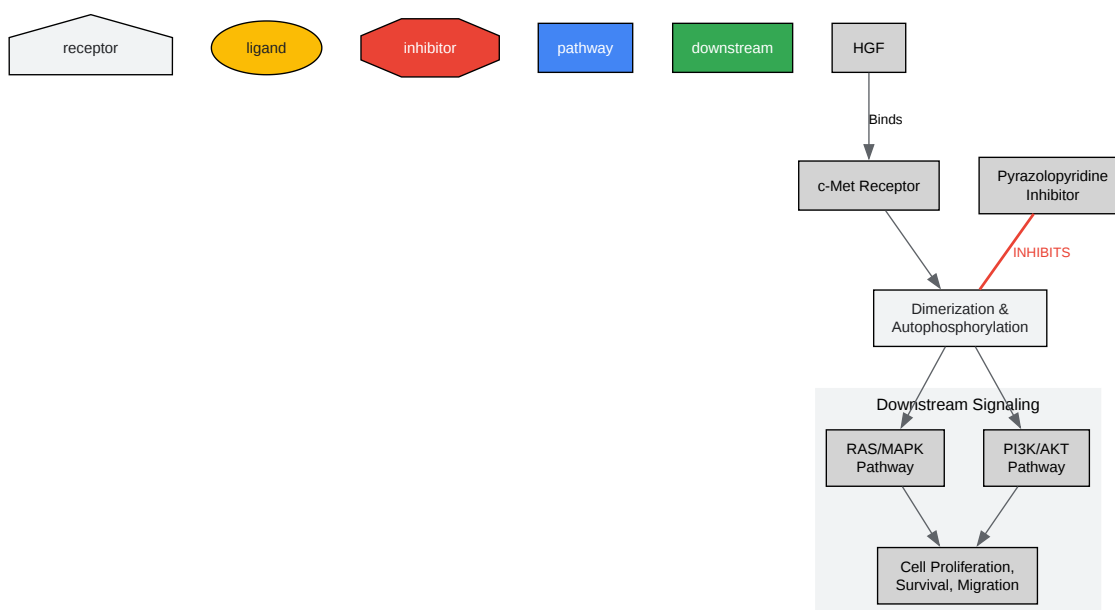 receptor
ligand
inhibitor
pathway
downstream
HGF
Binds
c-Met Receptor
Pyrazolopyridine
Inhibitor
INHIBITS
Dimerization &
Autophosphorylation
Downstream Signaling
RAS/MAPK
Pathway
PI3K/AKT
Pathway
Cell Proliferation,
Survival, Migration